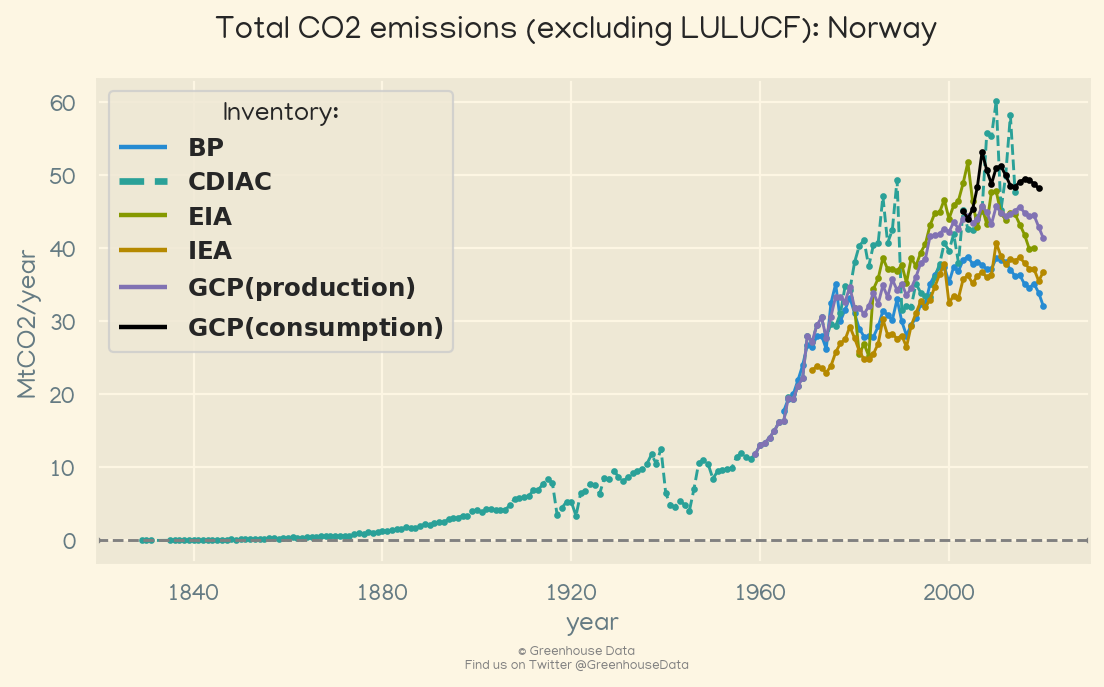 Total CO2 emissions (excluding LULUCF): Norway
Inventory:
BP
CDIAC
EIA
IEA
GCP(production)
GCP(consumption)
MtCO2/year
60
50
40
30
20
10
0
1840
1880
1920
1960
2000
year
© Greenhouse Data
Find us on Twitter @GreenhouseData